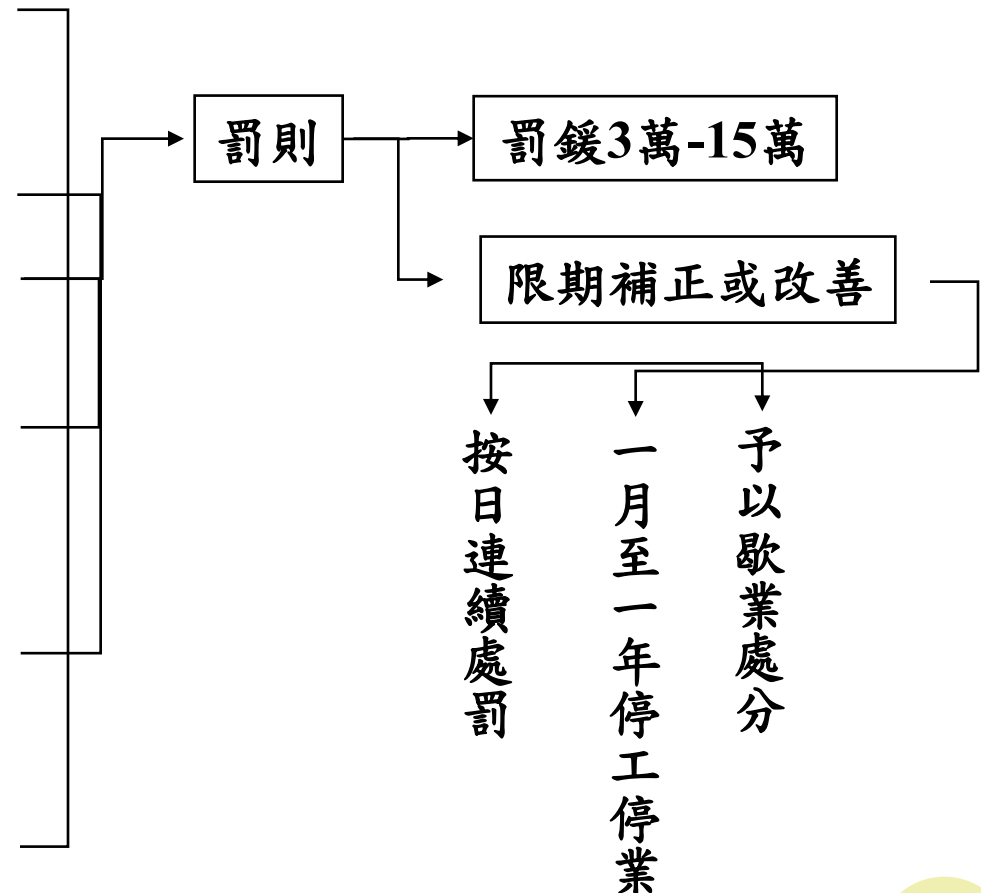 罰則
罰鍰3萬-15萬
限期補正或改善
按日連續處罰
一月至一年停工停業
予以歇業處分